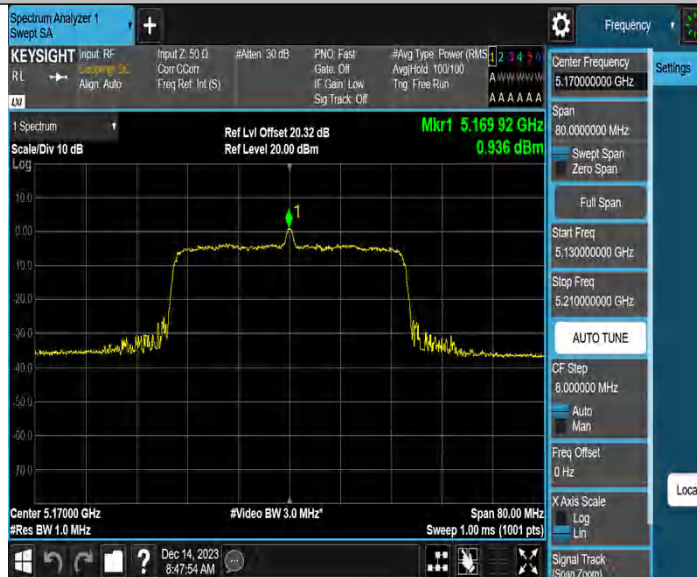 Spectrum Analyzer 1
Swept SA
+
Frequency
KEYSIGHT
RL
LXI
Input: RF
Coupling: DC
Align: Auto
Input Z: 50 Ω
Corr CCorr
Freq Ref: Int (S)
#Atten: 30 dB
PNO: Fast
Gate: Off
IF Gain: Low
Sig Track: Off
#Avg Type: Power (RMS
Avg|Hold: 100/100
Trig: Free Run
1 2 3 4 5 6
A W W W W W
A A A A A A
Center Frequency
5.170000000 GHz
Settings
Span
80.0000000 MHz
Swept Span
Zero Span
Full Span
Start Freq
5.130000000 GHz
Stop Freq
5.210000000 GHz
AUTO TUNE
CF Step
8.000000 MHz
Auto
Man
Freq Offset
0 Hz
X Axis Scale
Log
Lin
Signal Track
(Span Zoom)
Loca
1 Spectrum
Scale/Div 10 dB
Log
Ref Lvl Offset 20.32 dB
Ref Level 20.00 dBm
Mkr1 5.169 92 GHz
0.936 dBm
1
10.0
0.00
-10.0
-20.0
-30.0
-40.0
-50.0
-60.0
-70.0
Center 5.17000 GHz
#Res BW 1.0 MHz
#Video BW 3.0 MHz*
Span 80.00 MHz
Sweep 1.00 ms (1001 pts)
?
Dec 14, 2023
8:47:54 AM